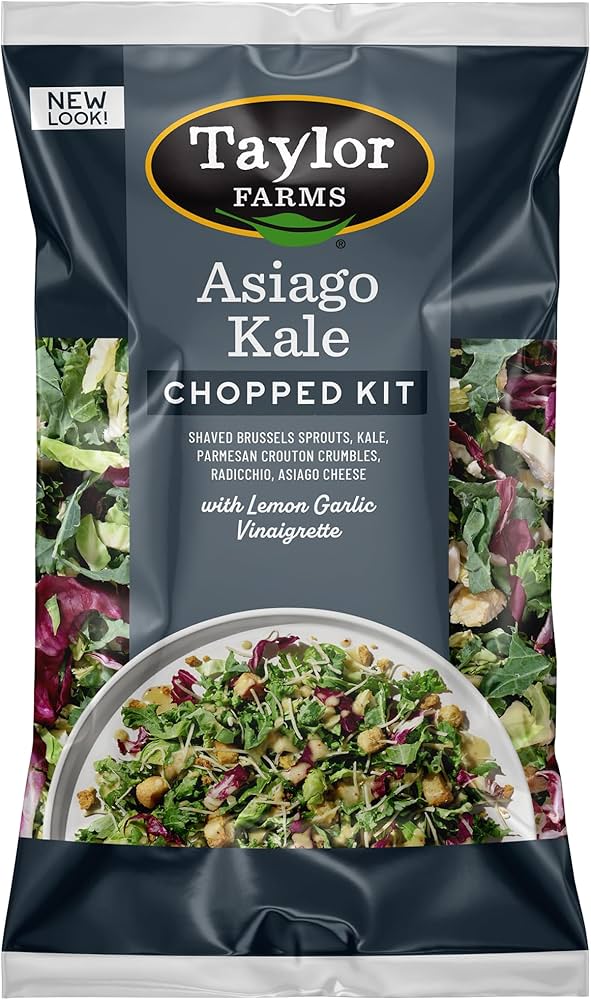 NEW
LOOK!
Taylor
FARMS
®
Asiago
Kale
CHOPPED KIT
SHAVED BRUSSELS SPROUTS, KALE,
PARMESAN CROUTON CRUMBLES,
RADICCHIO, ASIAGO CHEESE
with Lemon Garlic
Vinaigrette